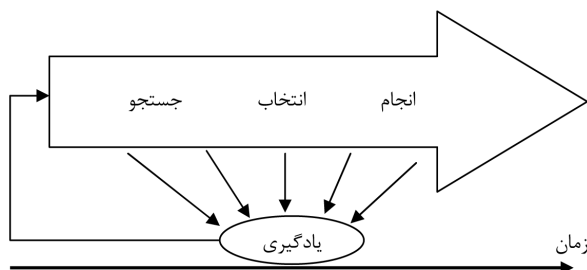 جستجو انتخاب انجام
یادگیری
زمان